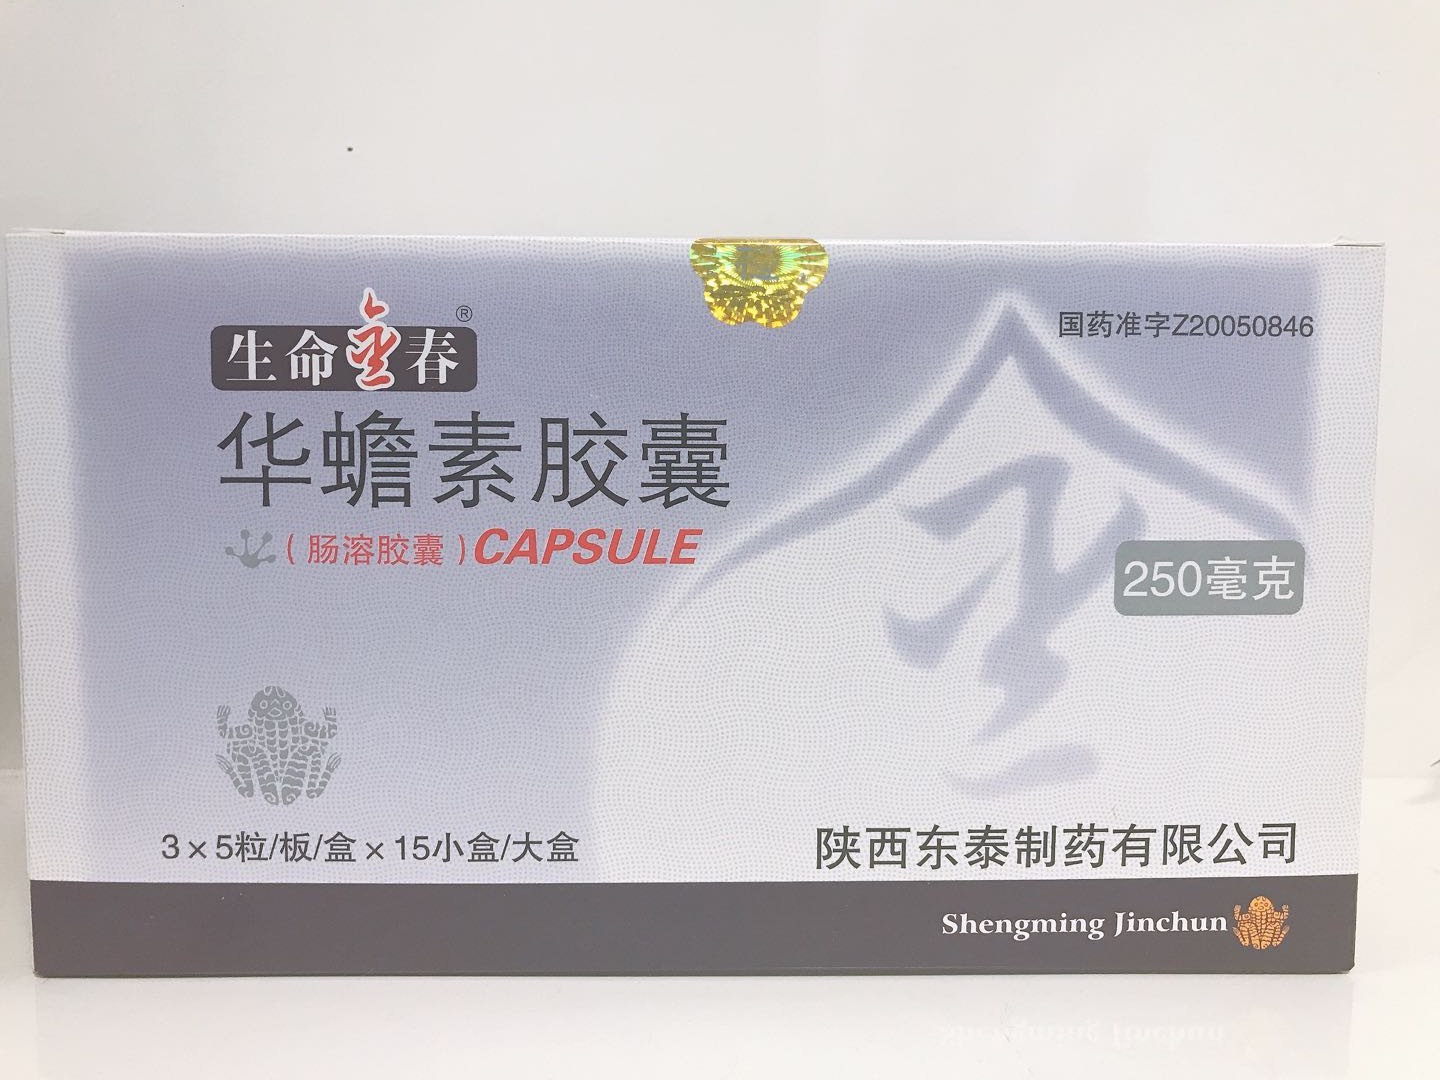 国药准字Z20050846
生命金春®
华蟾素胶囊
(肠溶胶囊)CAPSULE
250毫克
3×5粒/板/盒×15小盒/大盒
陕西东泰制药有限公司
Shengming Jinchun